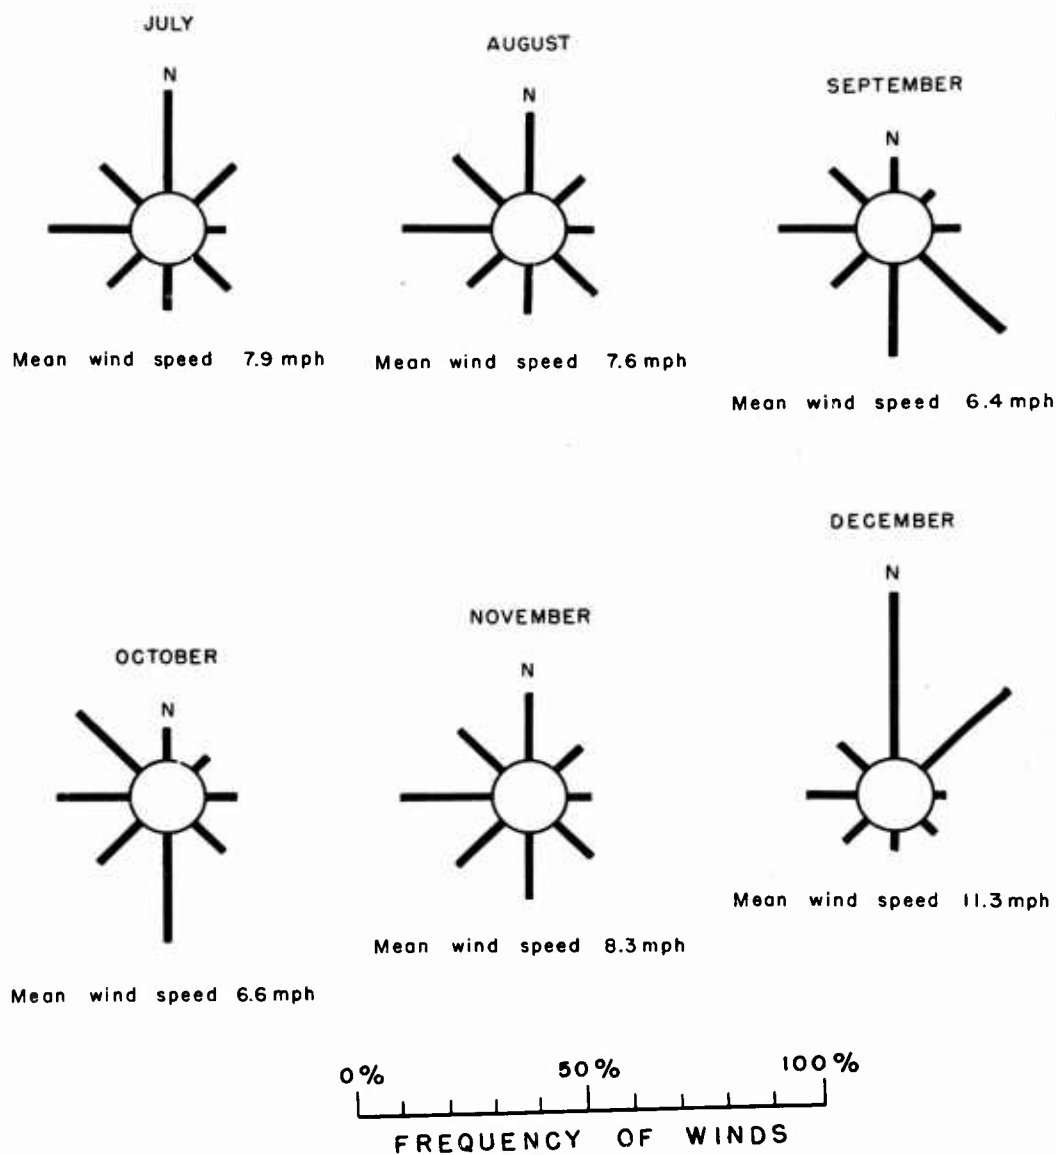 JULY
N
Mean wind speed 7.9 mph
AUGUST
N
Mean wind speed 7.6 mph
SEPTEMBER
N
Mean wind speed 6.4 mph
OCTOBER
N
Mean wind speed 6.6 mph
NOVEMBER
N
Mean wind speed 8.3 mph
DECEMBER
N
Mean wind speed 11.3 mph
0% 50% 100%
FREQUENCY OF WINDS